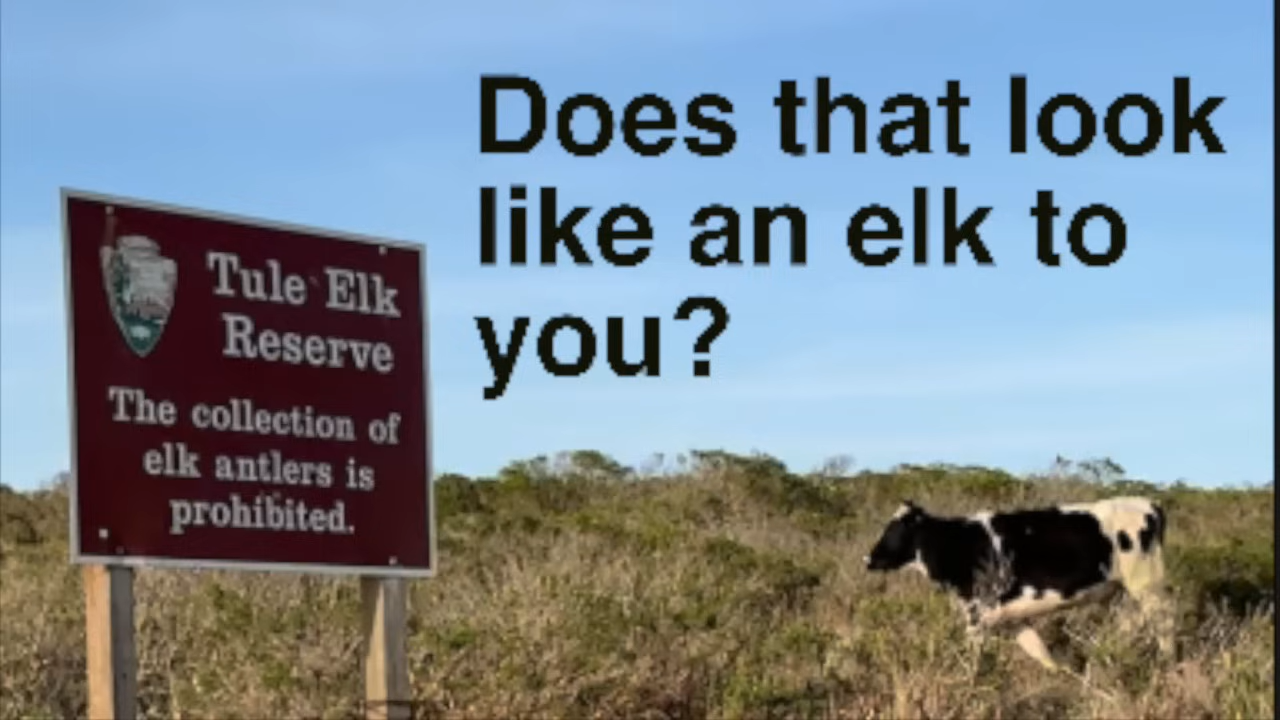 Does that look
like an elk to
you?
Tule Elk
Reserve
The collection of
elk antlers is
prohibited.